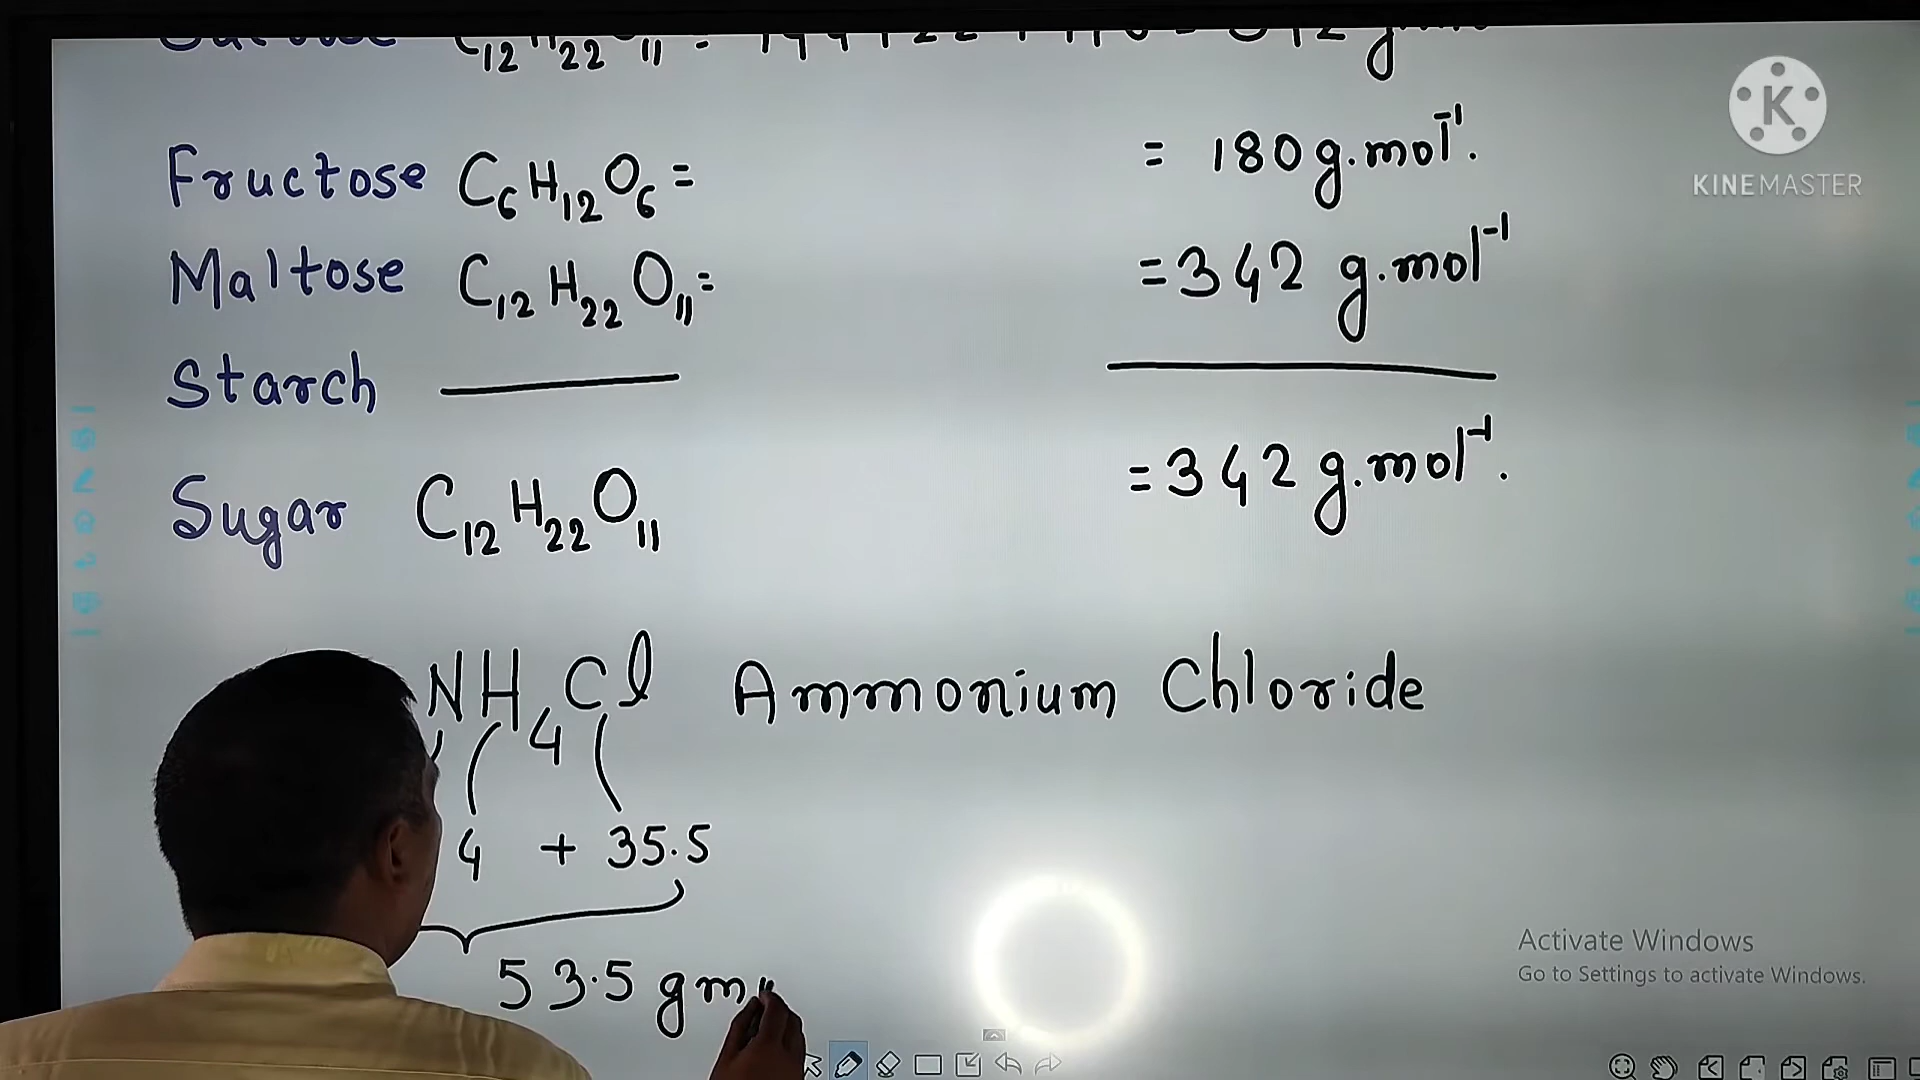 C₁₂H₂₂O₁₁ =
Fructose C₆H₁₂O₆ = = 180 g.mol⁻¹.
Maltose C₁₂H₂₂O₁₁ = = 342 g.mol⁻¹
Starch
Sugar C₁₂H₂₂O₁₁ = 342 g.mol⁻¹.
NH₄Cl Ammonium Chloride
4 + 35.5
53.5 gm
K
KINEMASTER
Activate Windows
Go to Settings to activate Windows.